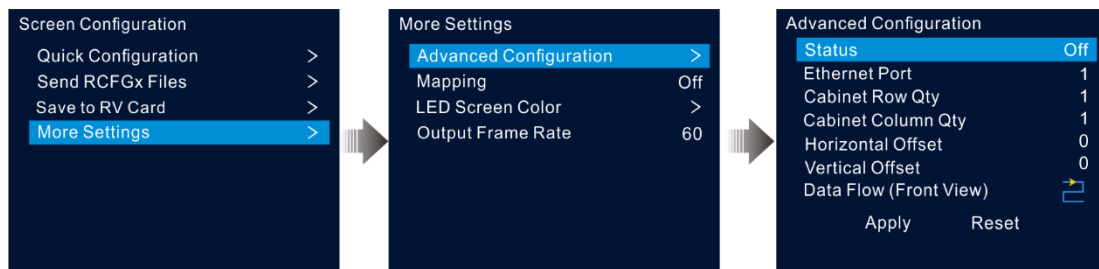 Screen Configuration
Quick Configuration >
Send RCFGx Files >
Save to RV Card >
More Settings >
More Settings
Advanced Configuration >
Mapping Off
LED Screen Color >
Output Frame Rate 60
Advanced Configuration
Status Off
Ethernet Port 1
Cabinet Row Qty 1
Cabinet Column Qty 1
Horizontal Offset 0
Vertical Offset 0
Data Flow (Front View)
Apply Reset